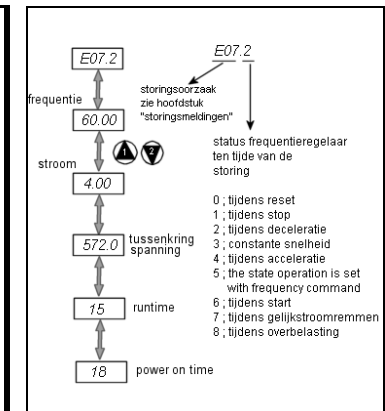 E07.2
frequentie
60.00
1 2
stroom
4.00
572.0
tussenkring
spanning
15
runtime
18
power on time
E07.2
storingsoorzaak
zie hoofdstuk
"storingsmeldingen"
status frequentieregelaar
ten tijde van de
storing
0 ; tijdens reset
1 ; tijdens stop
2 ; tijdens deceleratie
3 ; constante snelheid
4 ; tijdens acceleratie
5 ; the state operation is set
with frequency command
6 ; tijdens start
7 ; tijdens gelijkstroomremmen
8 ; tijdens overbelasting